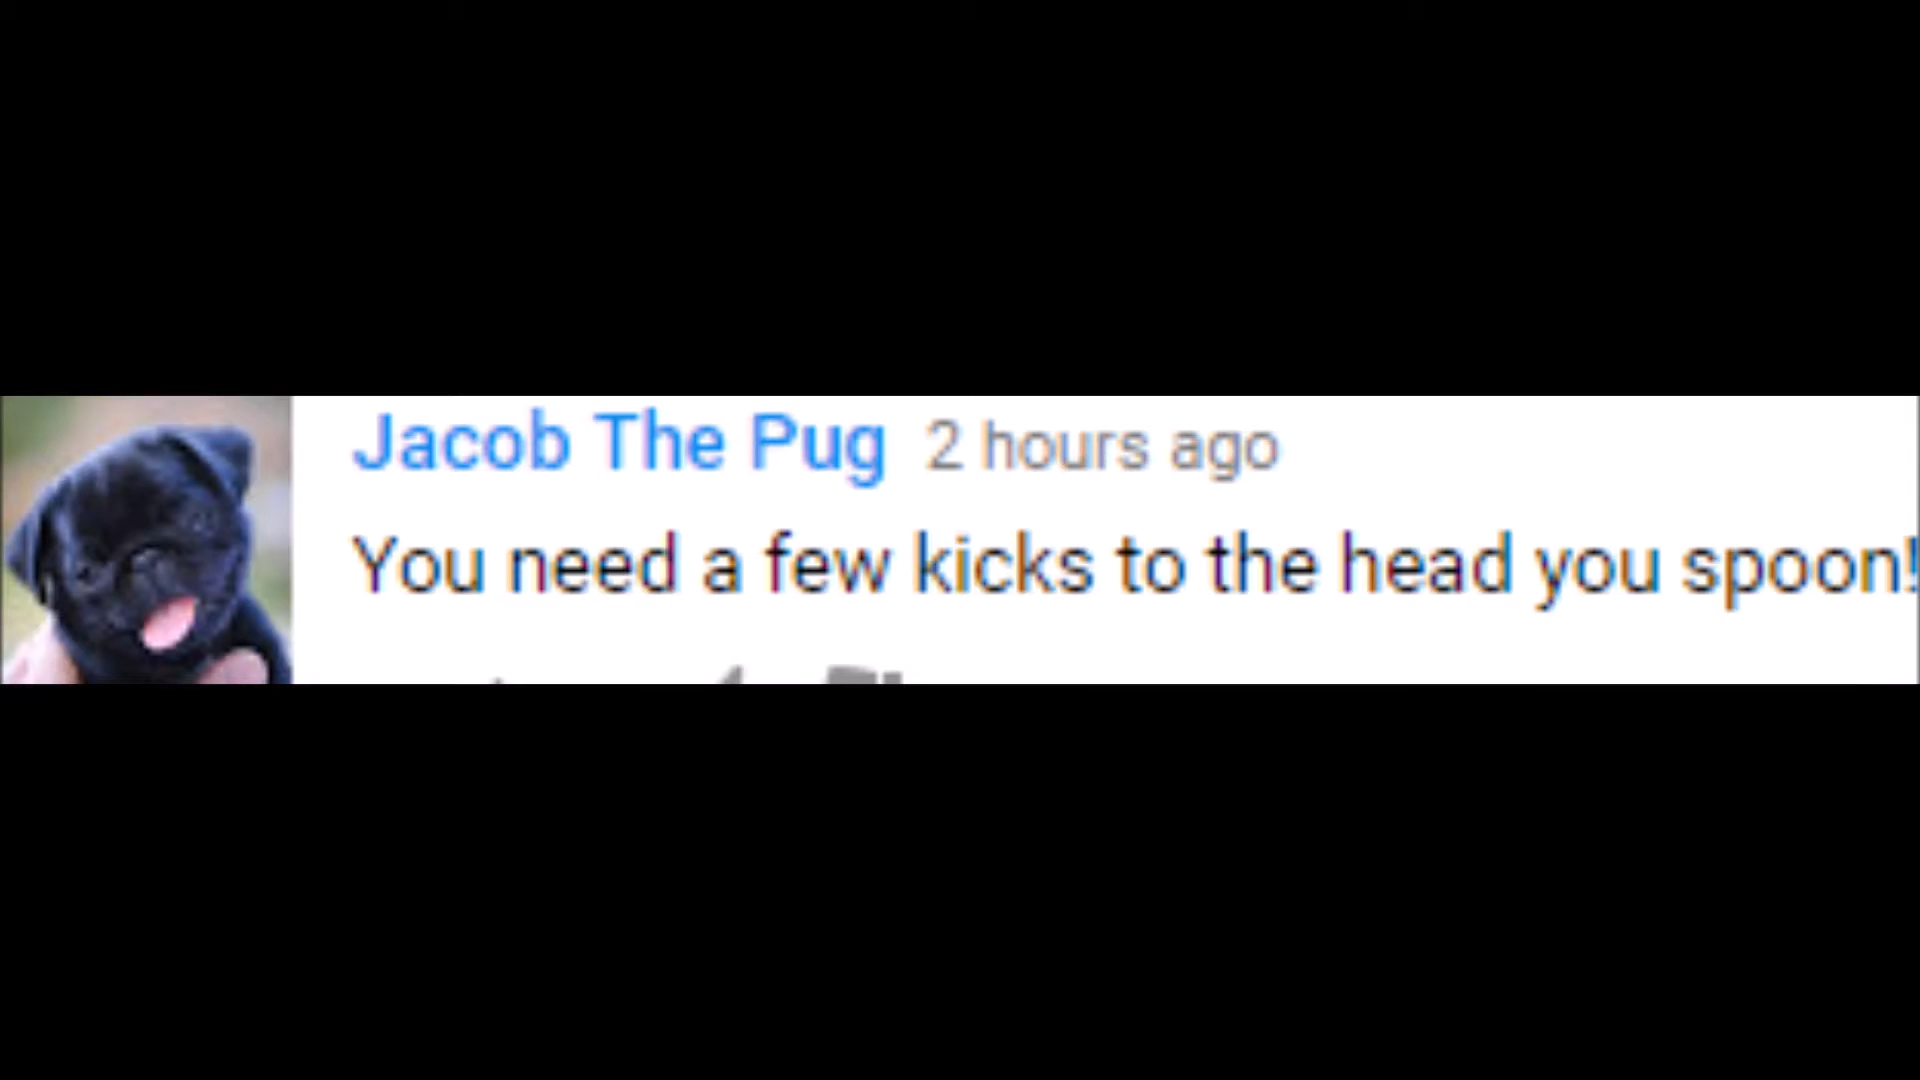 Jacob The Pug 2 hours ago
You need a few kicks to the head you spoon!